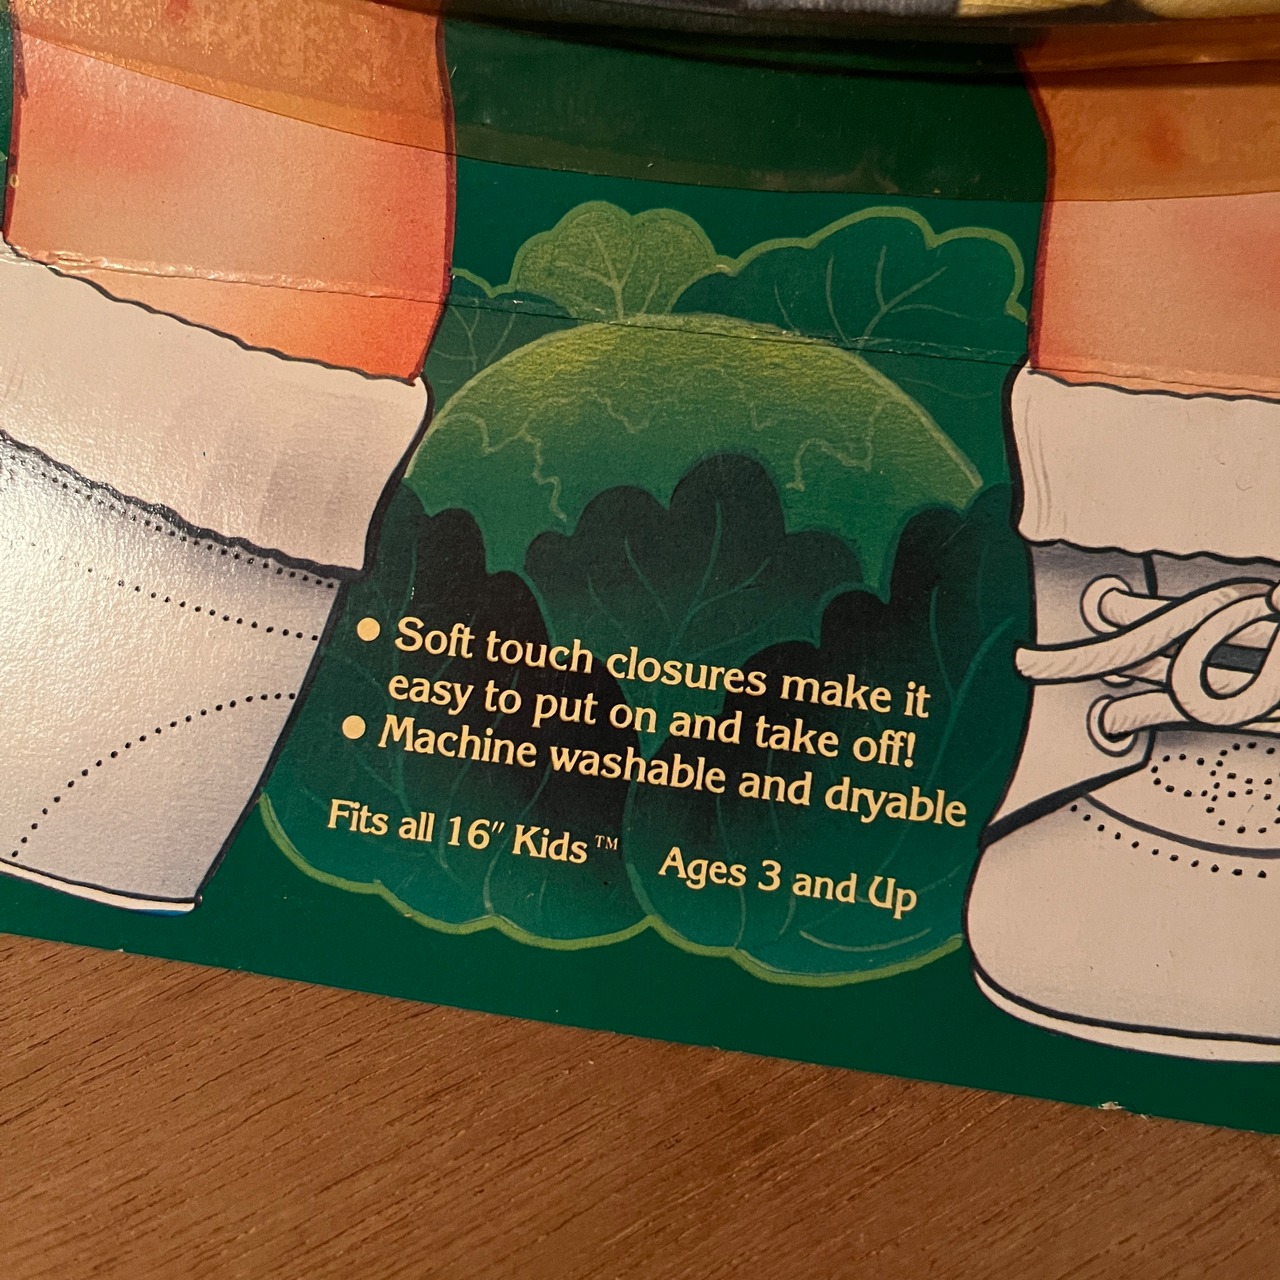 ● Soft touch closures make it
easy to put on and take off!
● Machine washable and dryable
Fits all 16" Kids™ Ages 3 and Up